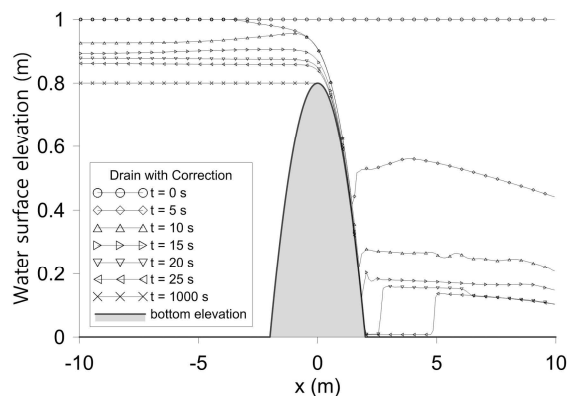 Water surface elevation (m)
1
0.8
0.6
0.4
0.2
0
Drain with Correction
t = 0 s
t = 5 s
t = 10 s
t = 15 s
t = 20 s
t = 25 s
t = 1000 s
bottom elevation
-10 -5 0 5 10
x (m)